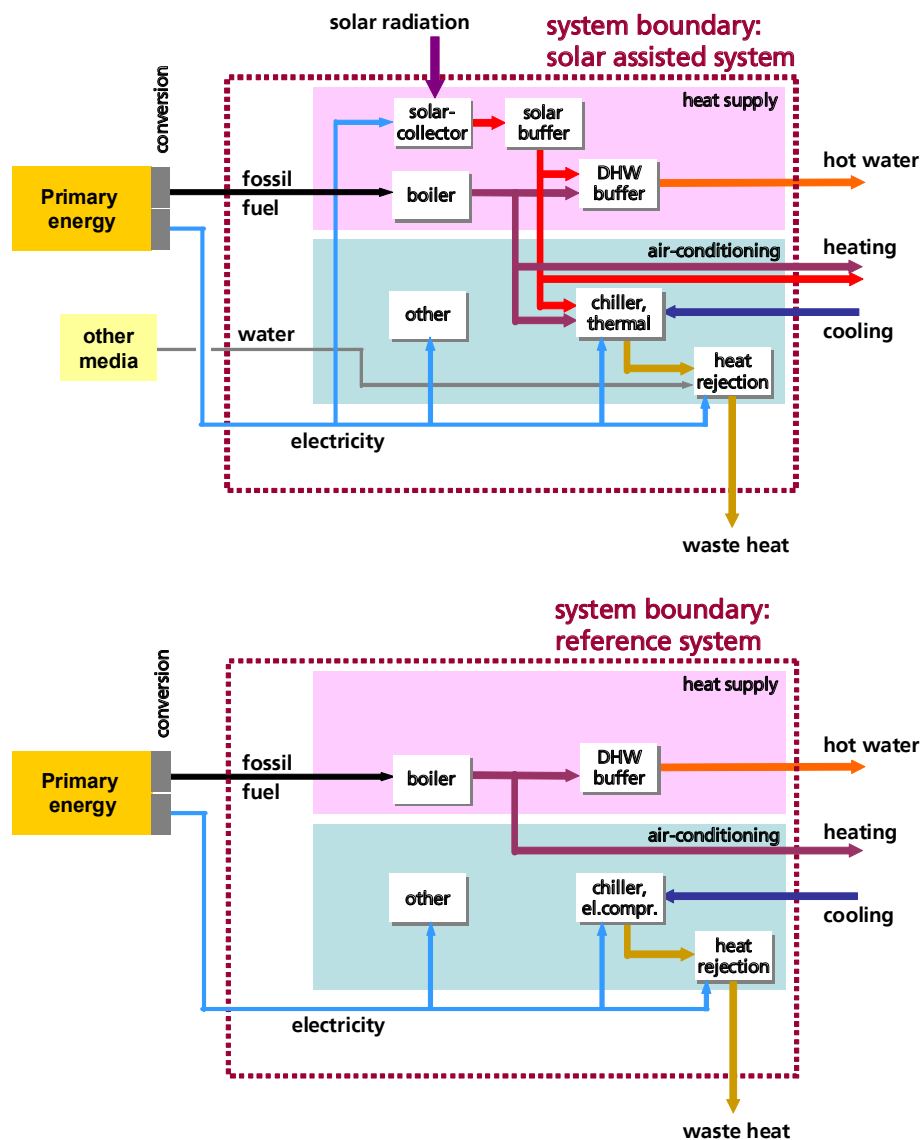 solar radiation
system boundary:
solar assisted system
conversion
heat supply
solar-
collector
solar
buffer
hot water
Primary
energy
fossil
fuel
boiler
DHW
buffer
air-conditioning
heating
other
media
water
other
chiller,
thermal
cooling
heat
rejection
electricity
waste heat
system boundary:
reference system
conversion
heat supply
hot water
Primary
energy
fossil
fuel
boiler
DHW
buffer
air-conditioning
heating
other
chiller,
el.compr.
cooling
heat
rejection
electricity
waste heat